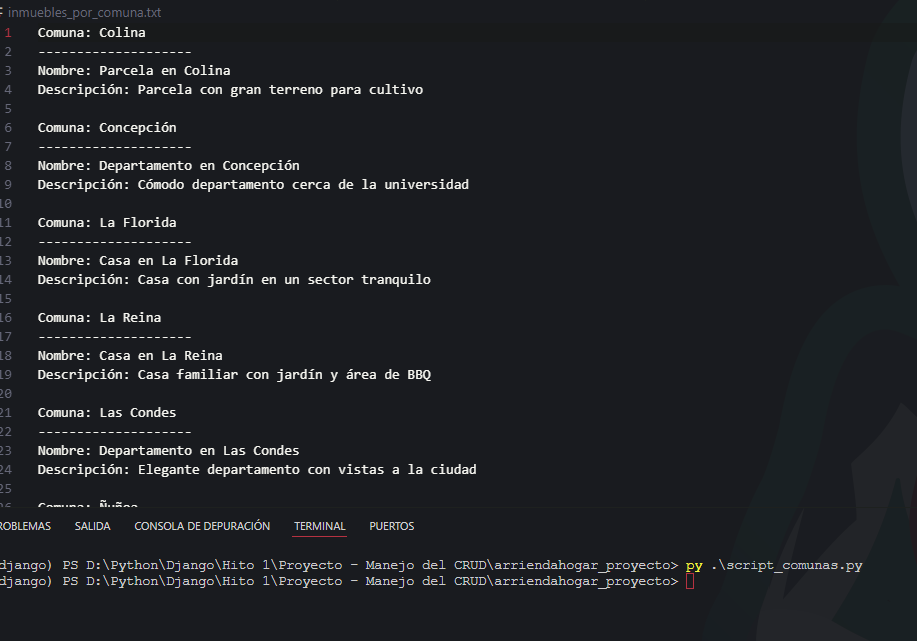 inmuebles_por_comuna.txt
1 Comuna: Colina
2 --------------------
3 Nombre: Parcela en Colina
4 Descripción: Parcela con gran terreno para cultivo
5
6 Comuna: Concepción
7 --------------------
8 Nombre: Departamento en Concepción
9 Descripción: Cómodo departamento cerca de la universidad
10
11 Comuna: La Florida
12 --------------------
13 Nombre: Casa en La Florida
14 Descripción: Casa con jardín en un sector tranquilo
15
16 Comuna: La Reina
17 --------------------
18 Nombre: Casa en La Reina
19 Descripción: Casa familiar con jardín y área de BBQ
20
21 Comuna: Las Condes
22 --------------------
23 Nombre: Departamento en Las Condes
24 Descripción: Elegante departamento con vistas a la ciudad
25
26 Comuna: Ñuñoa
ROBLEMAS SALIDA CONSOLA DE DEPURACIÓN TERMINAL PUERTOS
django) PS D:\Python\Django\Hito 1\Proyecto - Manejo del CRUD\arriendahogar_proyecto> py .\script_comunas.py
django) PS D:\Python\Django\Hito 1\Proyecto - Manejo del CRUD\arriendahogar_proyecto>